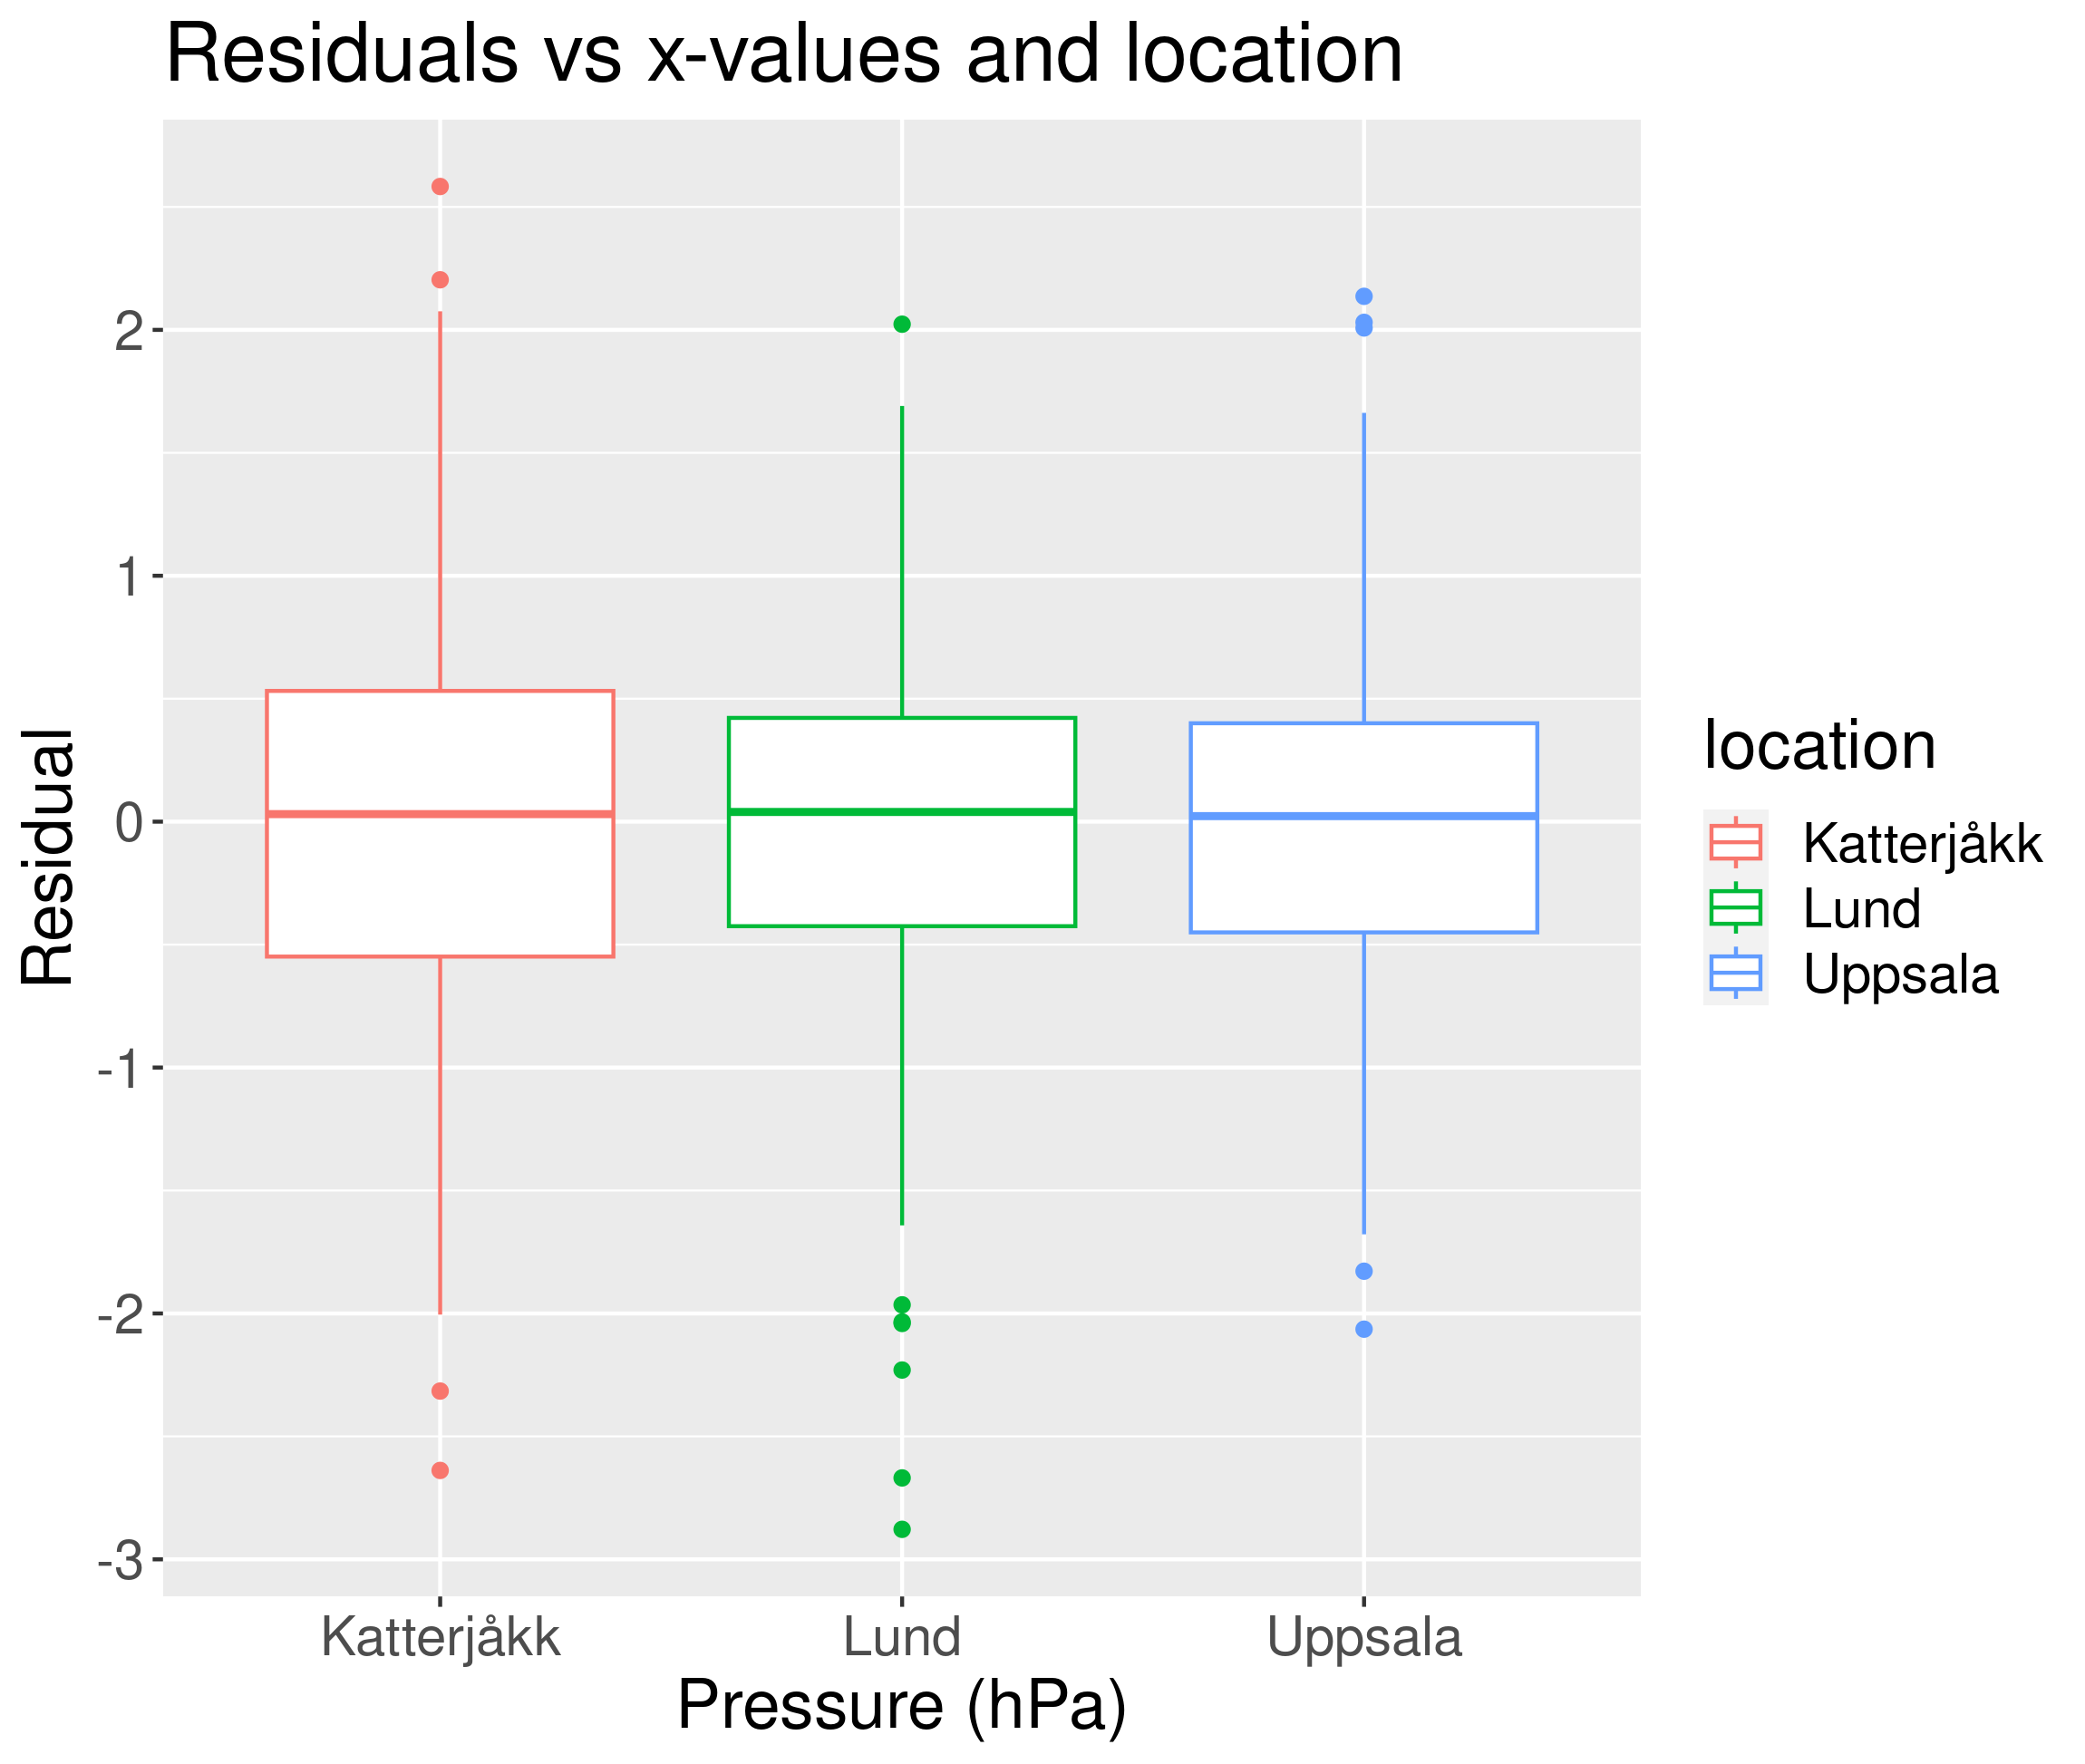 Residuals vs x-values and location
Residual
2
1
0
-1
-2
-3
Katterjåkk
Lund
Uppsala
Pressure (hPa)
location
Katterjåkk
Lund
Uppsala